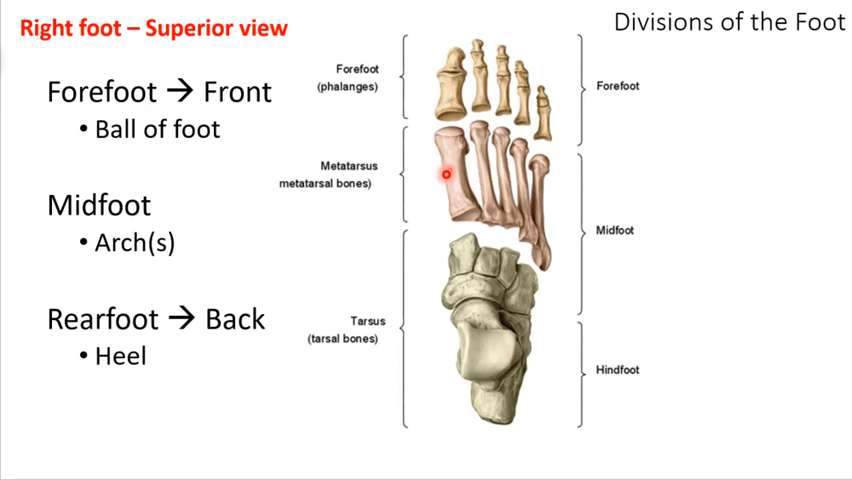 Right foot – Superior view
Divisions of the Foot
Forefoot → Front
• Ball of foot
Midfoot
• Arch(s)
Rearfoot → Back
• Heel
Forefoot
(phalanges)
Metatarsus
metatarsal bones)
Tarsus
(tarsal bones)
Forefoot
Midfoot
Hindfoot